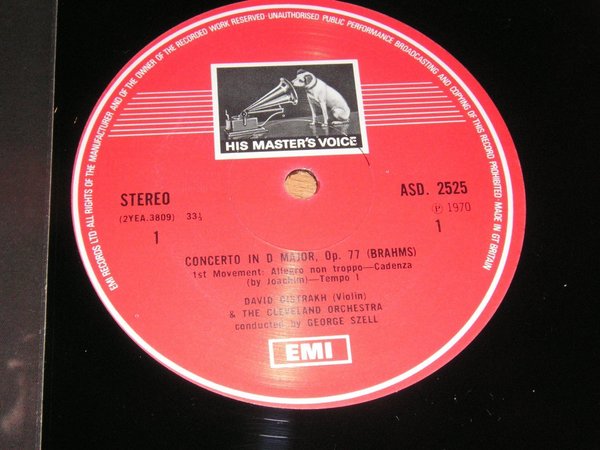 EMI RECORDS LTD ALL RIGHTS OF THE MANUFACTURER AND OF THE OWNER OF THE RECORDED WORK RESERVED · UNAUTHORISED PUBLIC PERFORMANCE BROADCASTING AND COPYING OF THIS RECORD PROHIBITED · MADE IN GT BRITAIN
HIS MASTER'S VOICE
STEREO
(2YEA.3809) 33⅓
1
ASD. 2525
Ⓟ 1970
1
CONCERTO IN D MAJOR, Op. 77 (BRAHMS)
1st Movement: Allegro non troppo—Cadenza
(by Joachim)—Tempo 1
DAVID OISTRAKH (Violin)
& THE CLEVELAND ORCHESTRA
conducted by GEORGE SZELL
EMI